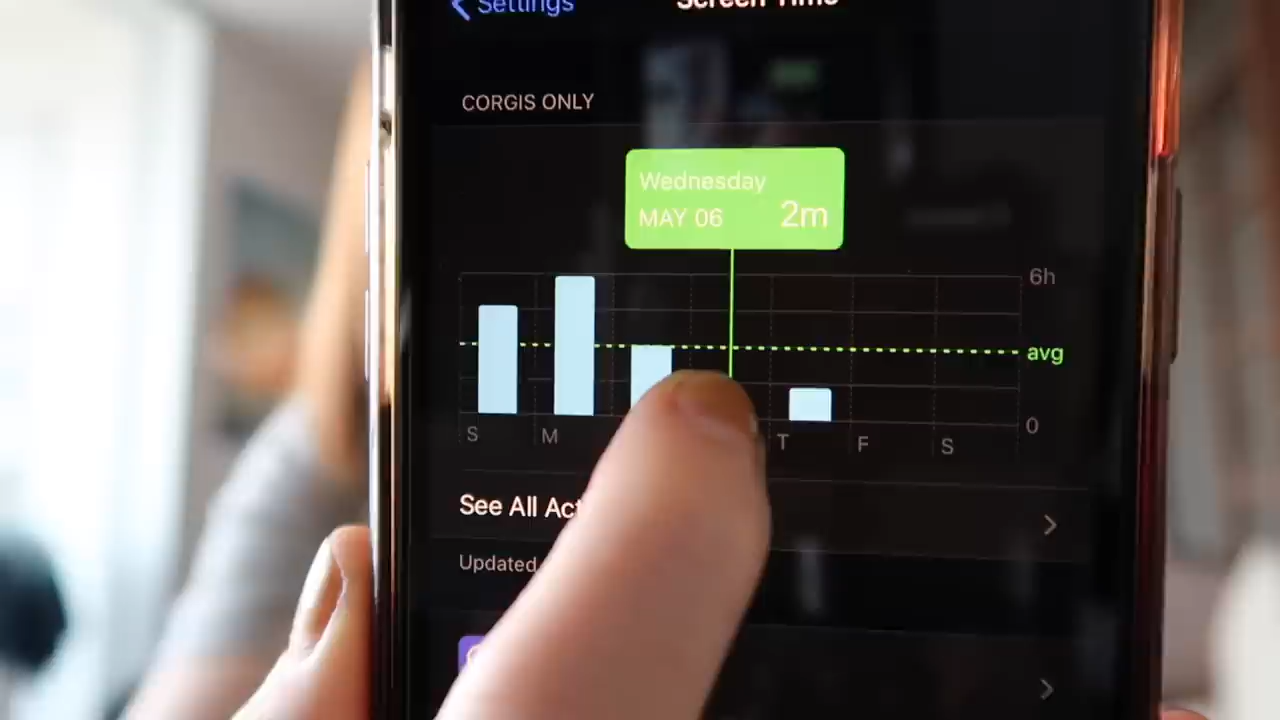 Settings
Screen Time
CORGIS ONLY
Wednesday
MAY 06 2m
6h
avg
0
S M T F S
See All Act
Updated